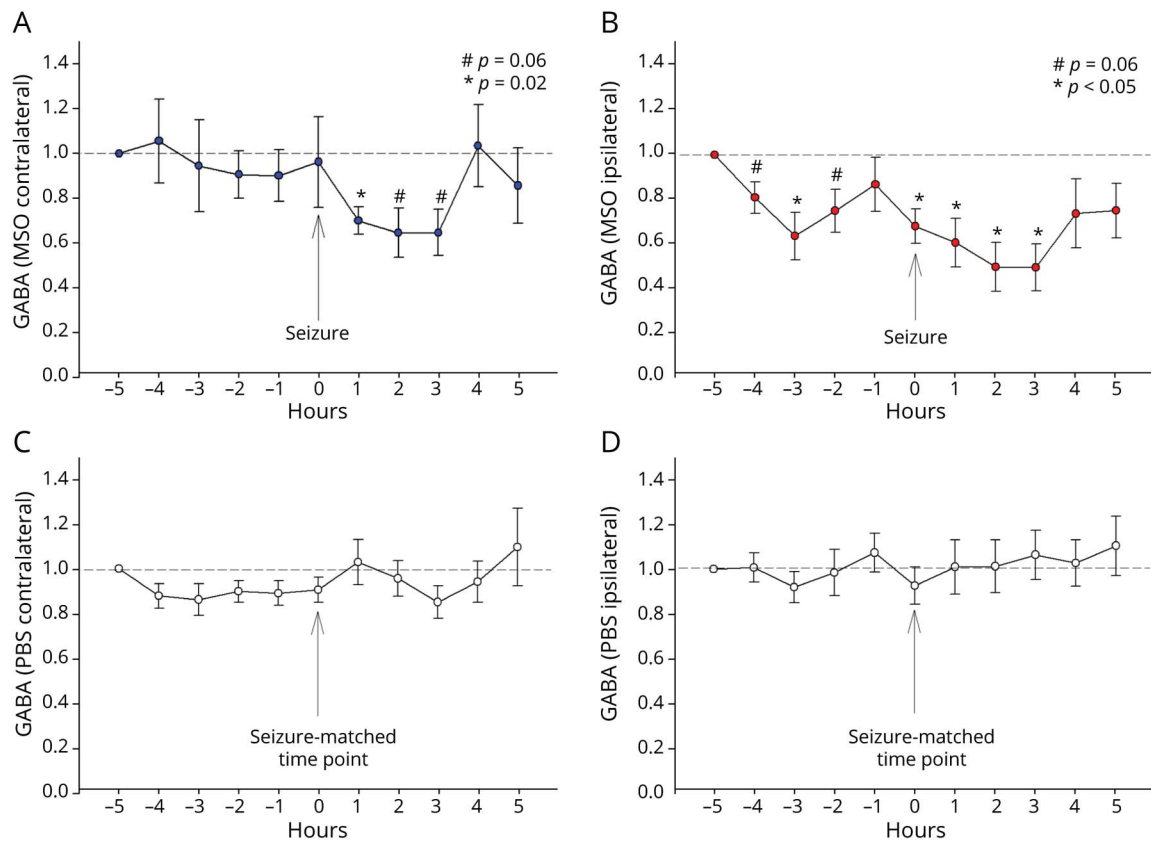 A
# p = 0.06
* p = 0.02
GABA (MSO contralateral)
1.4
1.2
1.0
0.8
0.6
0.4
0.2
0.0
*
#
#
Seizure
–5 –4 –3 –2 –1 0 1 2 3 4 5
Hours
B
# p = 0.06
* p < 0.05
GABA (MSO ipsilateral)
1.4
1.2
1.0
0.8
0.6
0.4
0.2
0.0
#
*
#
*
*
*
*
Seizure
–5 –4 –3 –2 –1 0 1 2 3 4 5
Hours
C
GABA (PBS contralateral)
1.4
1.2
1.0
0.8
0.6
0.4
0.2
0.0
Seizure-matched
time point
–5 –4 –3 –2 –1 0 1 2 3 4 5
Hours
D
GABA (PBS ipsilateral)
1.4
1.2
1.0
0.8
0.6
0.4
0.2
0.0
Seizure-matched
time point
–5 –4 –3 –2 –1 0 1 2 3 4 5
Hours